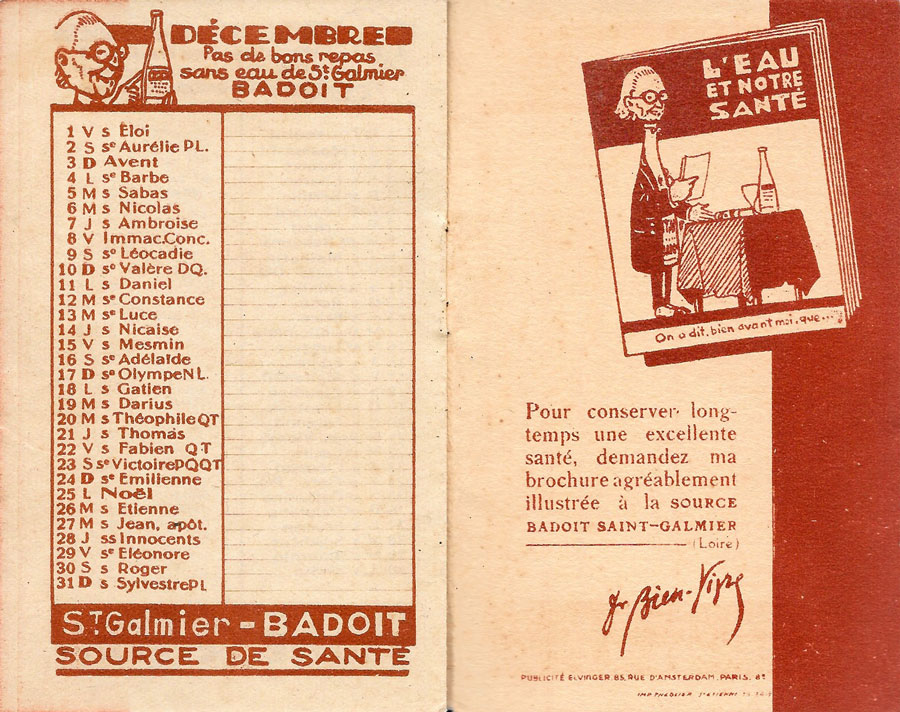 DÉCEMBRE
Pas de bons repas
sans eau de St Galmier
BADOIT
1 V s Éloi
2 S se Aurélie PL.
3 D Avent
4 L se Barbe
5 M s Sabas
6 M s Nicolas
7 J s Ambroise
8 V Immac.Conc.
9 S se Léocadie
10 D se Valère DQ.
11 L s Daniel
12 M se Constance
13 M se Luce
14 J s Nicaise
15 V s Mesmin
16 S se Adélaïde
17 D se Olympe NL.
18 L s Gatien
19 M s Darius
20 M s Théophile QT
21 J s Thomas
22 V s Fabien QT
23 S se Victoire PQ QT
24 D se Emilienne
25 L Noël
26 M s Etienne
27 M s Jean, apôt.
28 J ss Innocents
29 V se Eléonore
30 S s Roger
31 D s Sylvestre PL
ST Galmier - BADOIT
SOURCE DE SANTÉ
L'EAU
ET NOTRE
SANTÉ
On a dit, bien avant moi, que...
Pour conserver long-
temps une excellente
santé, demandez ma
brochure agréablement
illustrée à la SOURCE
BADOIT SAINT-GALMIER
(Loire)
Dr Bien-Vivre
PUBLICITÉ ELVINGER, 85, RUE D'AMSTERDAM, PARIS, 8e
IMP THÉOLIER ST ETIENNE